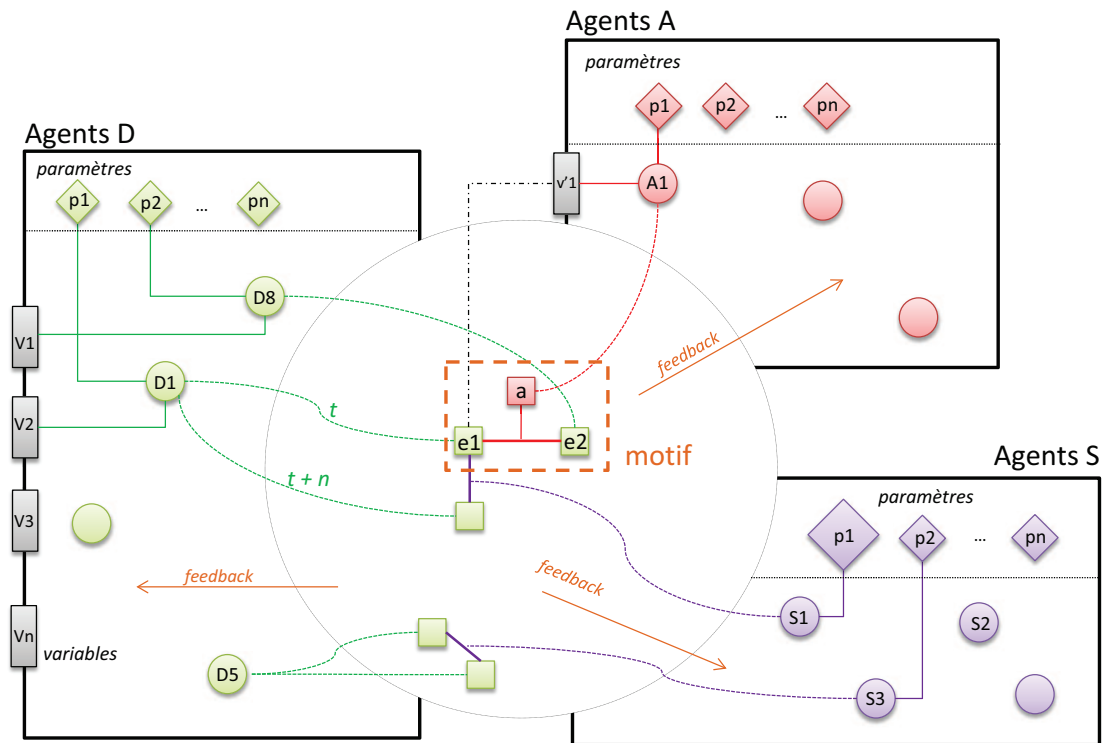 Agents A
paramètres
p1 p2 ... pn
v'1
A1
Agents D
paramètres
p1 p2 ... pn
D8
V1
D1
V2
V3
Vn
variables
D5
t
t + n
a
e1 e2
motif
feedback
feedback
feedback
Agents S
paramètres
p1 p2 ... pn
S1
S2
S3